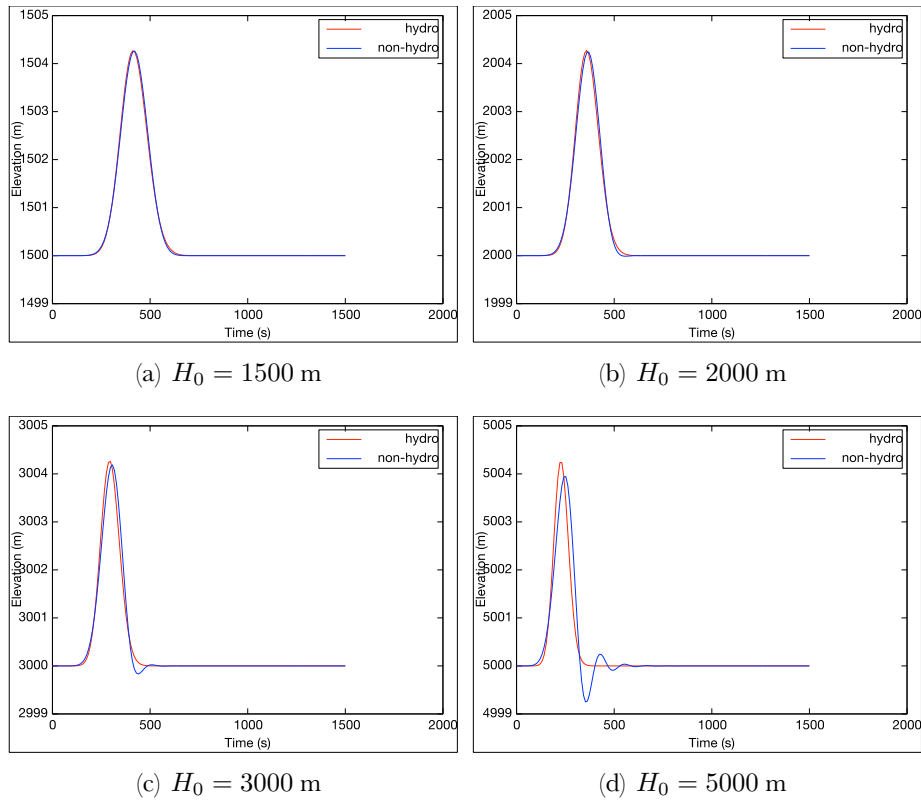 1505
1504
1503
1502
1501
1500
1499
0 500 1000 1500 2000
Elevation (m)
Time (s)
hydro
non-hydro
(a) H₀ = 1500 m
2005
2004
2003
2002
2001
2000
1999
0 500 1000 1500 2000
Elevation (m)
Time (s)
hydro
non-hydro
(b) H₀ = 2000 m
3005
3004
3003
3002
3001
3000
2999
0 500 1000 1500 2000
Elevation (m)
Time (s)
hydro
non-hydro
(c) H₀ = 3000 m
5005
5004
5003
5002
5001
5000
4999
0 500 1000 1500 2000
Elevation (m)
Time (s)
hydro
non-hydro
(d) H₀ = 5000 m